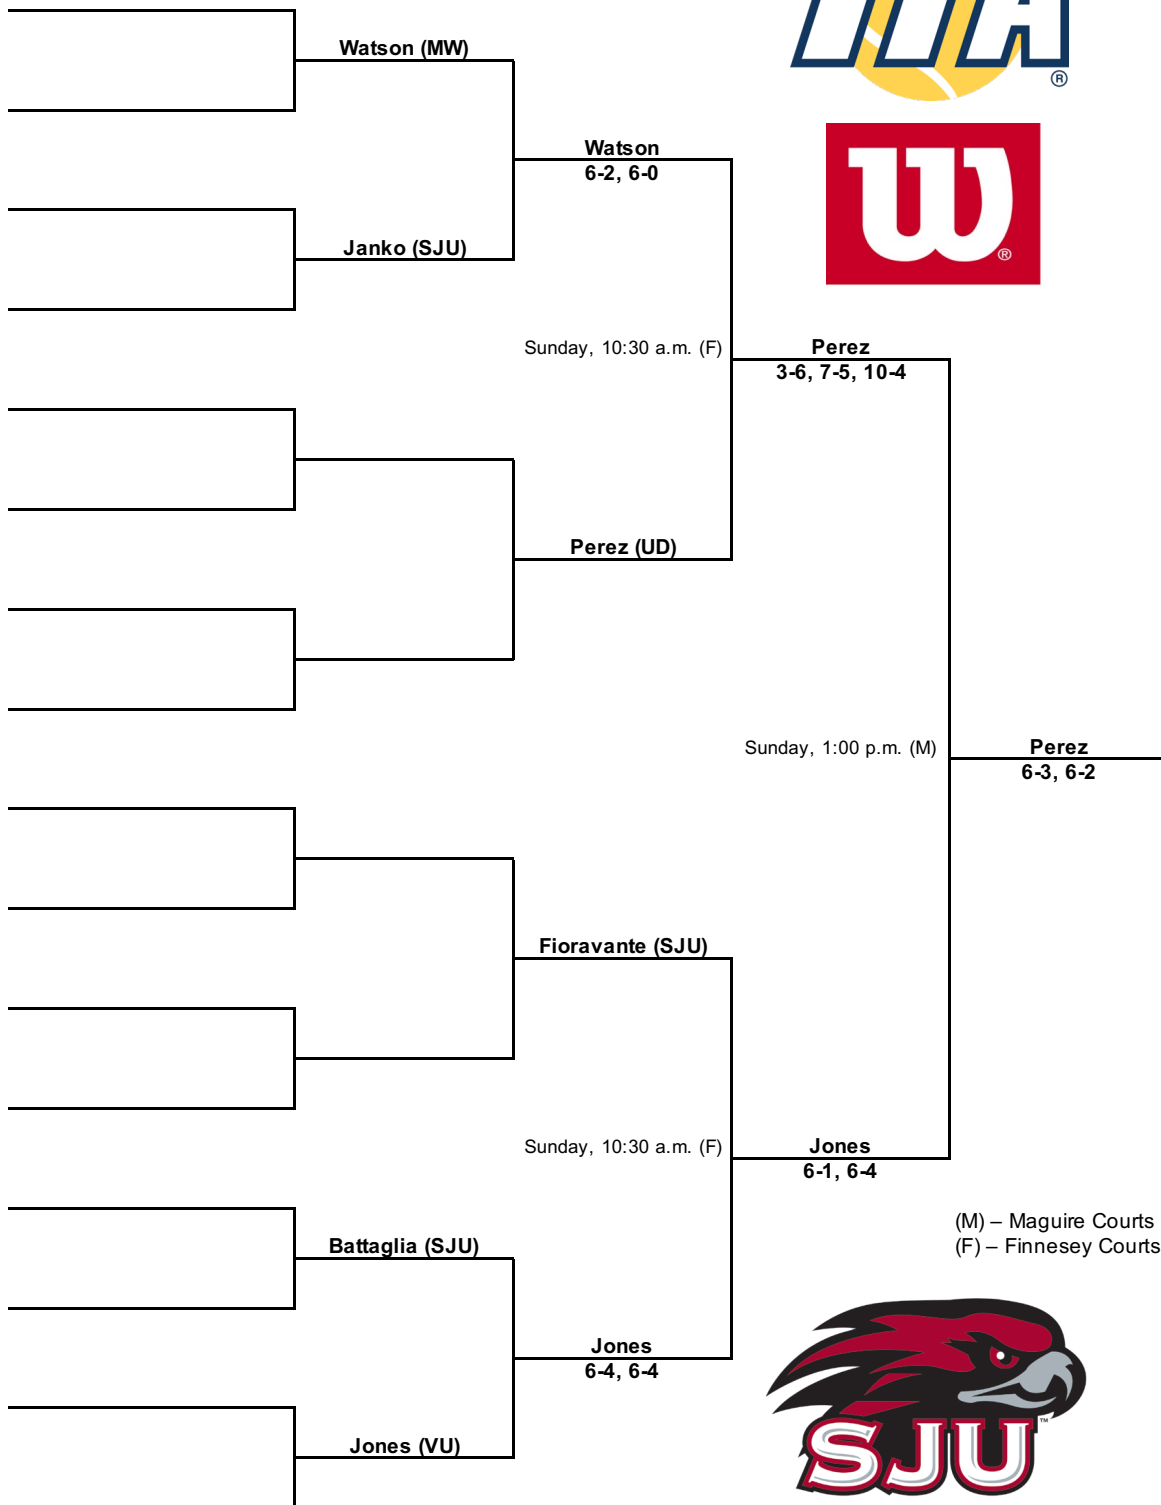 ITA
®
Watson (MW)
Watson
6-2, 6-0
W
®
Janko (SJU)
Sunday, 10:30 a.m. (F)
Perez
3-6, 7-5, 10-4
Perez (UD)
Sunday, 1:00 p.m. (M)
Perez
6-3, 6-2
Fioravante (SJU)
Sunday, 10:30 a.m. (F)
Jones
6-1, 6-4
(M) – Maguire Courts
(F) – Finnesey Courts
Battaglia (SJU)
Jones
6-4, 6-4
Jones (VU)
SJU
™